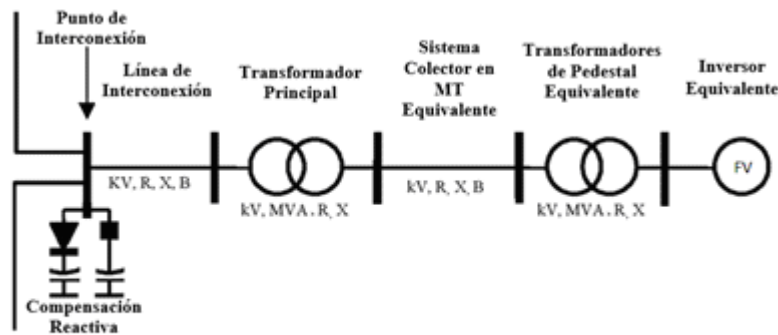 Punto de
Interconexión
Línea de
Interconexión
Transformador
Principal
Sistema
Colector en
MT
Equivalente
Transformadores
de Pedestal
Equivalente
Inversor
Equivalente
KV, R, X, B
kV, MVA, R, X
kV, R, X, B
kV, MVA, R, X
FV
Compensación
Reactiva